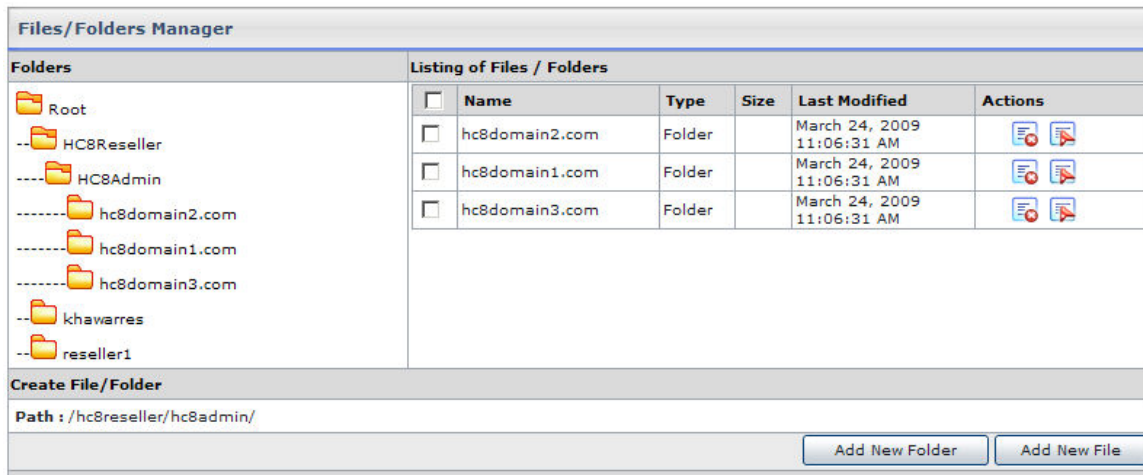 Files/Folders Manager
Folders
Root
--HC8Reseller
----HC8Admin
-------hc8domain2.com
-------hc8domain1.com
-------hc8domain3.com
--khawarres
--reseller1
Listing of Files / Folders
Name Type Size Last Modified Actions
hc8domain2.com Folder March 24, 2009
11:06:31 AM
hc8domain1.com Folder March 24, 2009
11:06:31 AM
hc8domain3.com Folder March 24, 2009
11:06:31 AM
Create File/Folder
Path : /hc8reseller/hc8admin/
Add New Folder Add New File